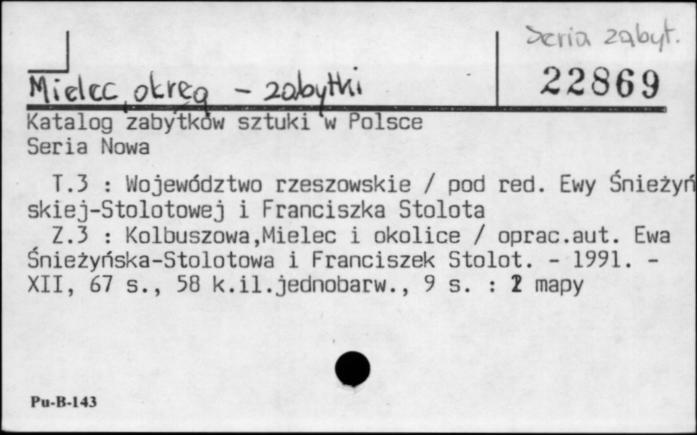 Seria zabyt.
Mielec, okręg - zabytki
22869
Katalog zabytków sztuki w Polsce
Seria Nowa
T.3 : Województwo rzeszowskie / pod red. Ewy Śnieżyń
skiej-Stolotowej i Franciszka Stolota
Z.3 : Kolbuszowa,Mielec i okolice / oprac.aut. Ewa
Śnieżyńska-Stolotowa i Franciszek Stolot. - 1991. -
XII, 67 s., 58 k.il.jednobarw., 9 s. : mapy
Pu-B-143